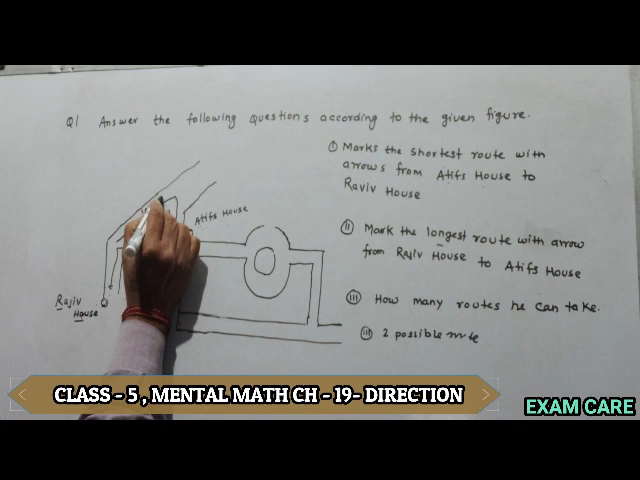 Q1 Answer the following Questions according to the given figure.
(i) Marks the shortest route with
arrows from Atifs House to
Raviv House
(ii) Mark the longest route with arrow
from Rajiv House to Atifs House
(iii) How many routes he can take.
(iii) 2 possible
Atifs House
Rajiv
House
CLASS - 5 , MENTAL MATH CH - 19- DIRECTION
EXAM CARE